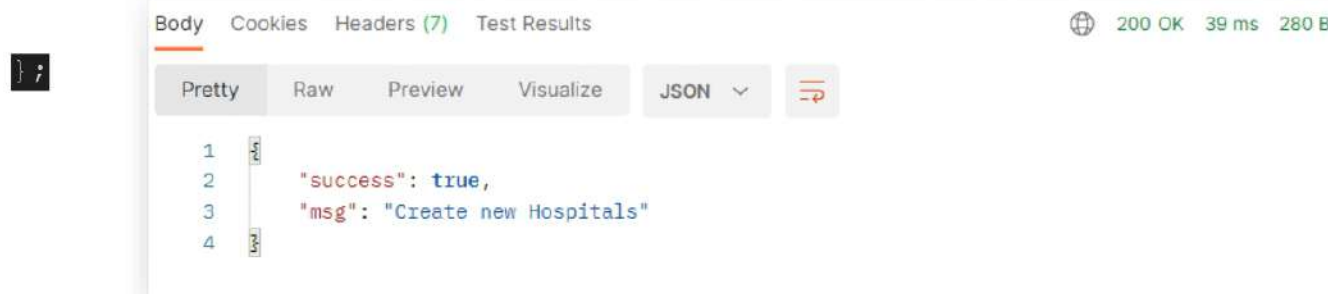 Body Cookies Headers (7) Test Results 200 OK 39 ms 280 B
};
Pretty Raw Preview Visualize JSON
1 {
2 "success": true,
3 "msg": "Create new Hospitals"
4 }